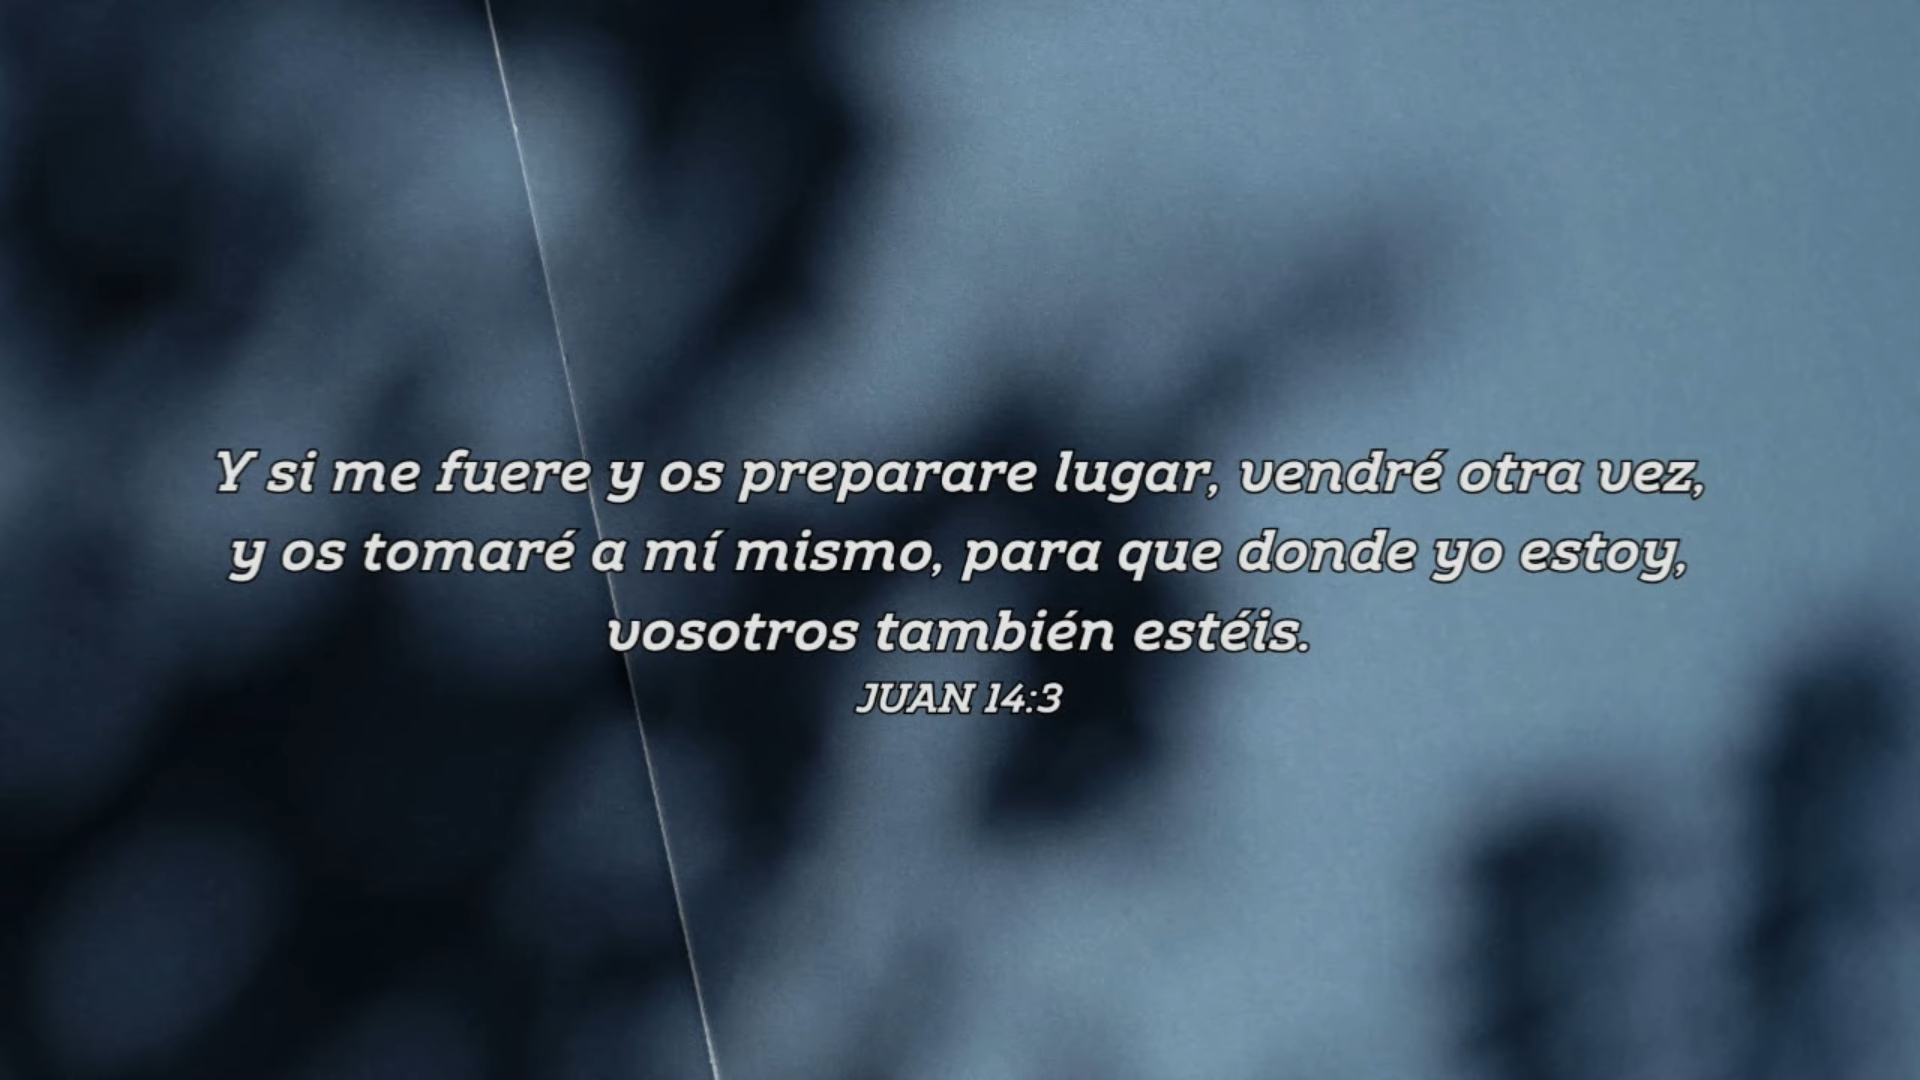 Y si me fuere y os preparare lugar, vendré otra vez,
y os tomaré a mí mismo, para que donde yo estoy,
vosotros también estéis.
JUAN 14:3